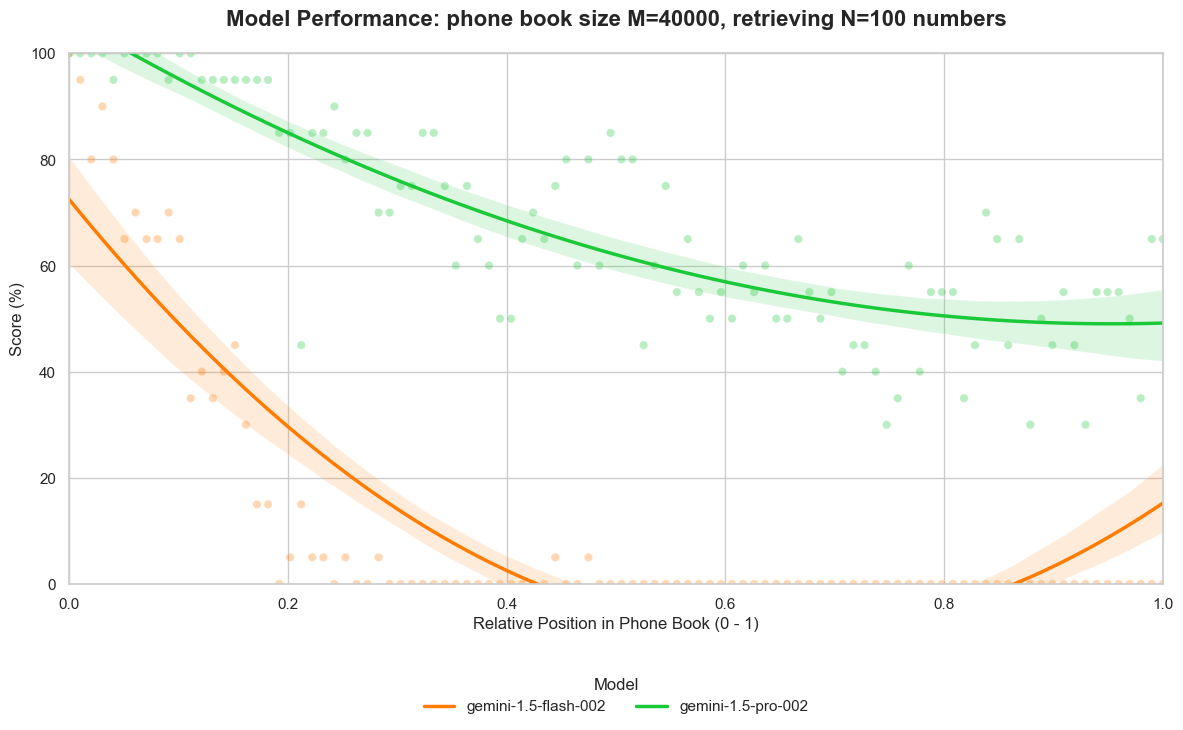 Model Performance: phone book size M=40000, retrieving N=100 numbers
100
80
60
40
20
0
Score (%)
0.0 0.2 0.4 0.6 0.8 1.0
Relative Position in Phone Book (0 - 1)
Model
gemini-1.5-flash-002 gemini-1.5-pro-002